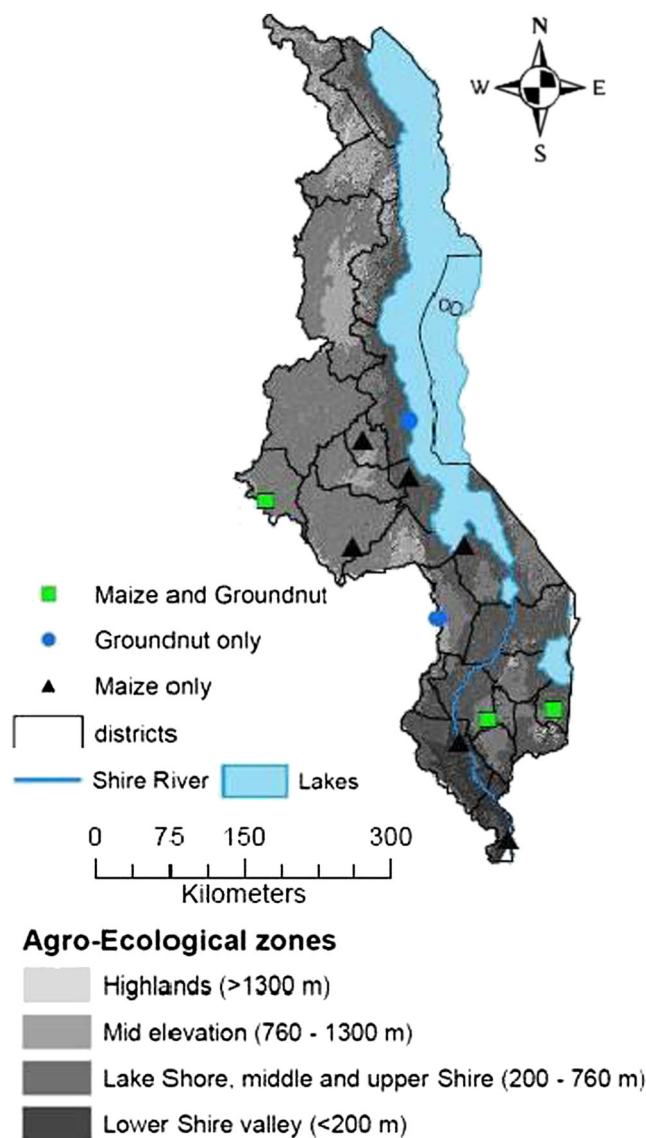 N
W E
S
Maize and Groundnut
Groundnut only
Maize only
districts
Shire River Lakes
0 75 150 300
Kilometers
Agro-Ecological zones
Highlands (>1300 m)
Mid elevation (760 - 1300 m)
Lake Shore, middle and upper Shire (200 - 760 m)
Lower Shire valley (<200 m)